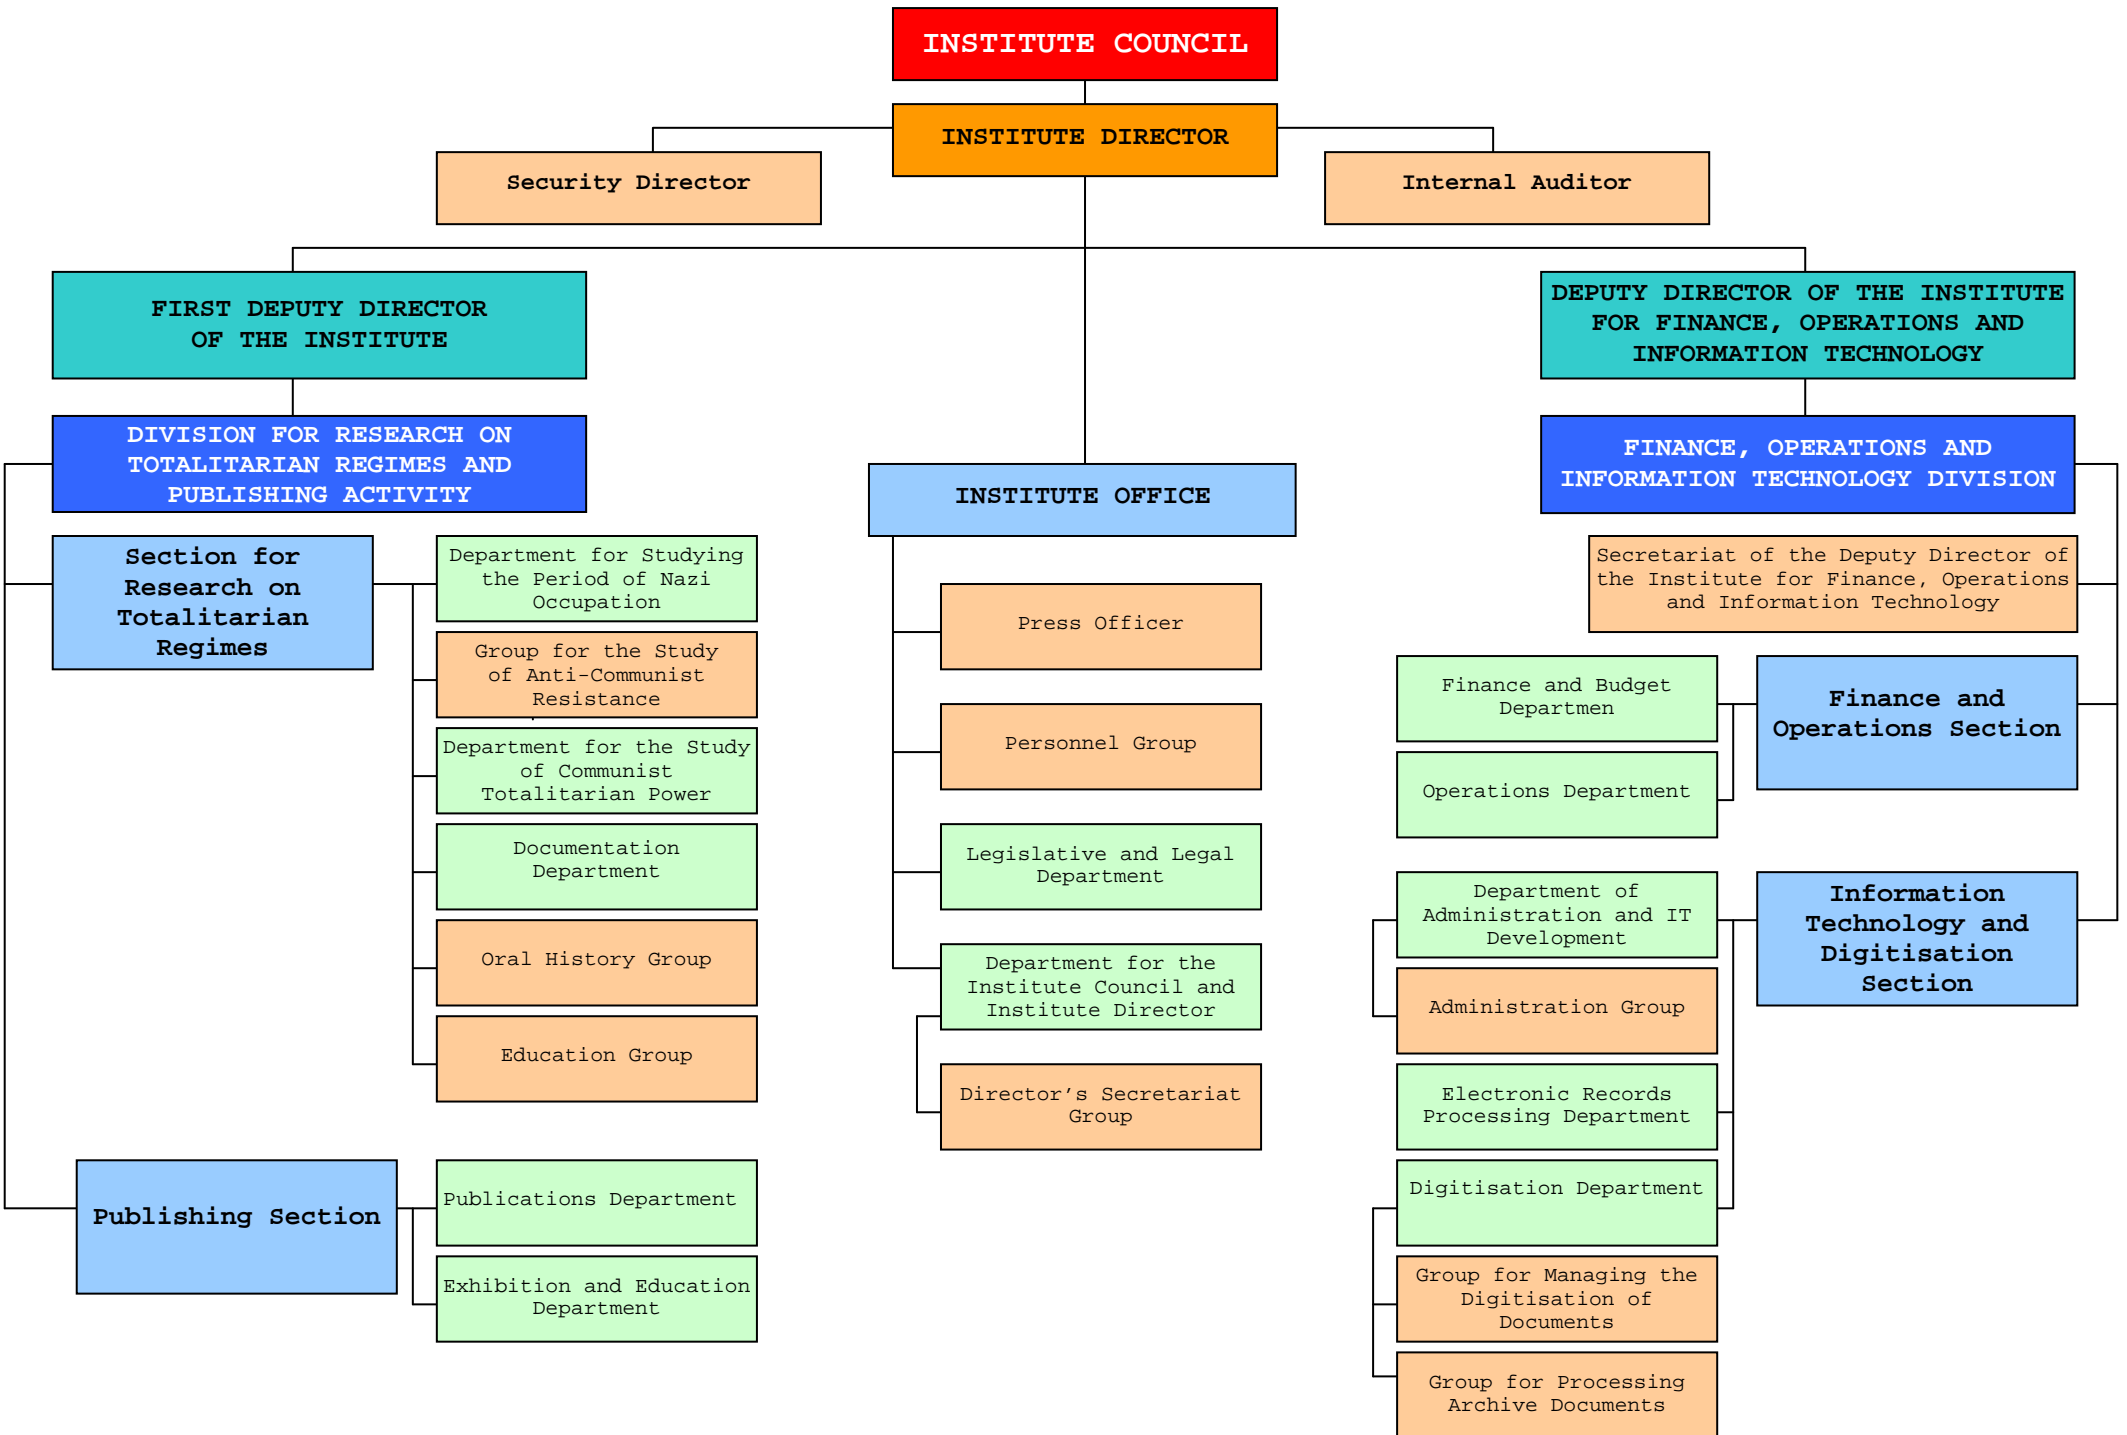 INSTITUTE COUNCIL
INSTITUTE DIRECTOR
Security Director
Internal Auditor
FIRST DEPUTY DIRECTOR
OF THE INSTITUTE
DEPUTY DIRECTOR OF THE INSTITUTE
FOR FINANCE, OPERATIONS AND
INFORMATION TECHNOLOGY
DIVISION FOR RESEARCH ON
TOTALITARIAN REGIMES AND
PUBLISHING ACTIVITY
INSTITUTE OFFICE
FINANCE, OPERATIONS AND
INFORMATION TECHNOLOGY DIVISION
Section for
Research on
Totalitarian
Regimes
Department for Studying
the Period of Nazi
Occupation
Group for the Study
of Anti-Communist
Resistance
Department for the Study
of Communist
Totalitarian Power
Documentation
Department
Oral History Group
Education Group
Publishing Section
Publications Department
Exhibition and Education
Department
Press Officer
Personnel Group
Legislative and Legal
Department
Department for the
Institute Council and
Institute Director
Director’s Secretariat
Group
Secretariat of the Deputy Director of
the Institute for Finance, Operations
and Information Technology
Finance and Budget
Departmen
Operations Department
Finance and
Operations Section
Department of
Administration and IT
Development
Administration Group
Electronic Records
Processing Department
Digitisation Department
Group for Managing the
Digitisation of
Documents
Group for Processing
Archive Documents
Information
Technology and
Digitisation
Section